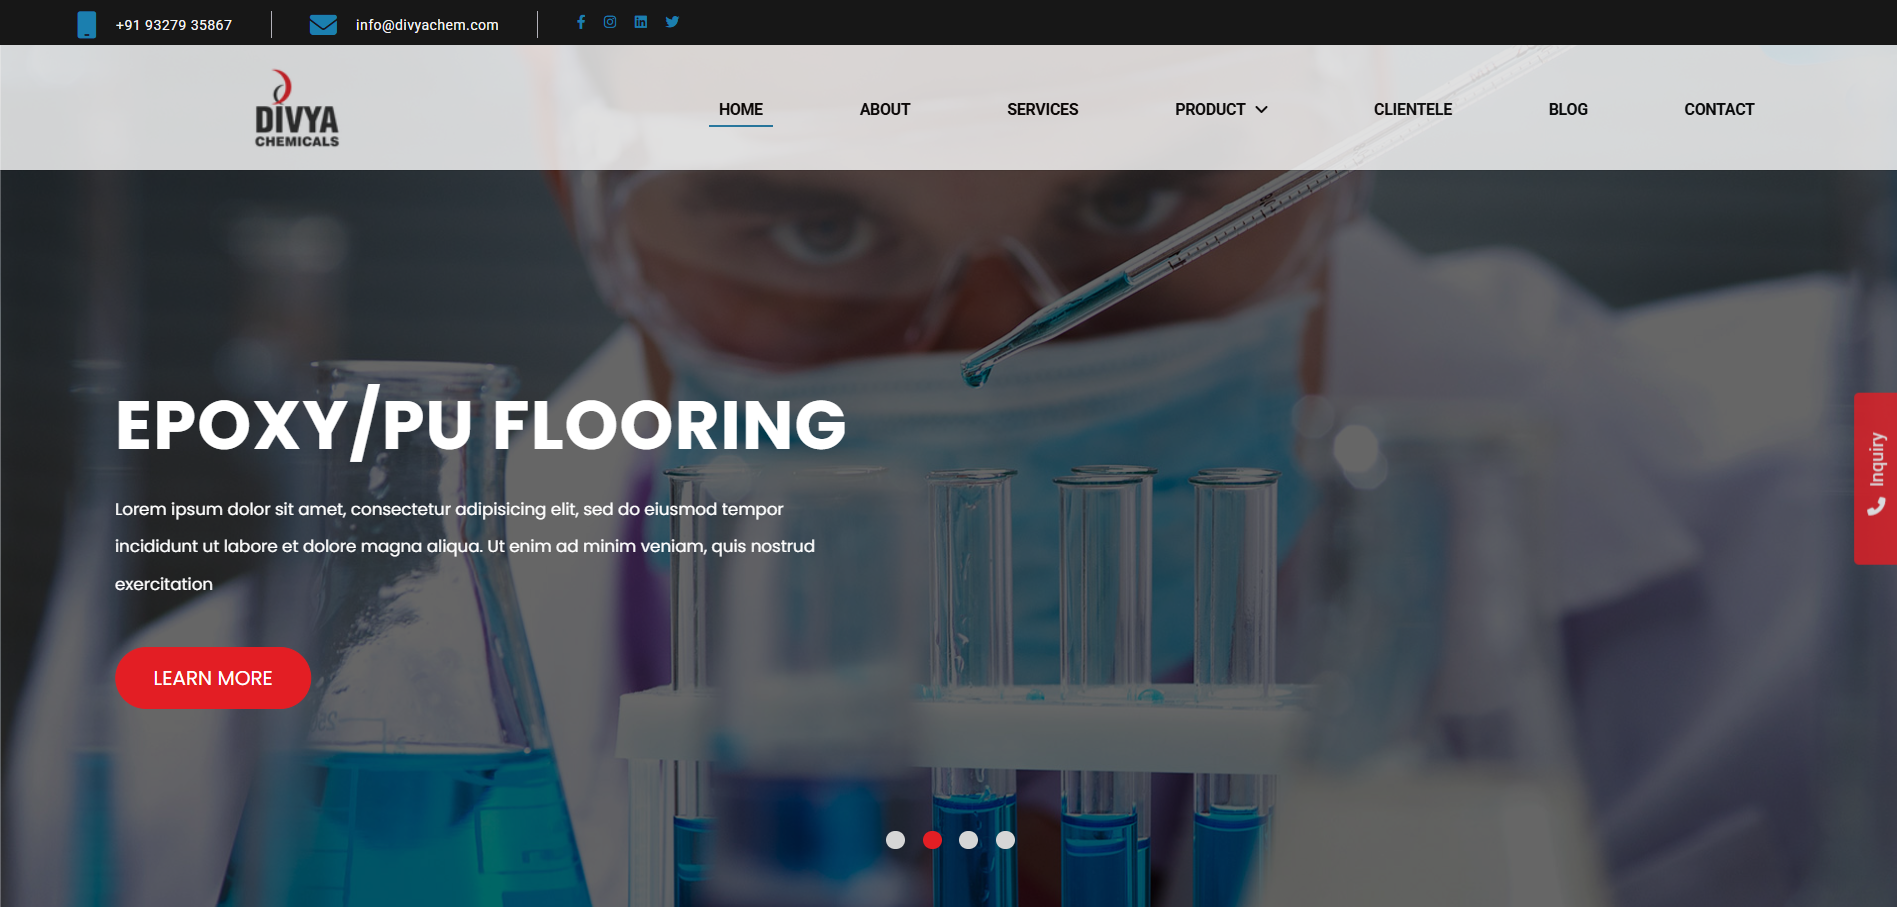 +91 93279 35867
info@divyachem.com
DIVYA
CHEMICALS
HOME
ABOUT
SERVICES
PRODUCT
CLIENTELE
BLOG
CONTACT
EPOXY/PU FLOORING
Lorem ipsum dolor sit amet, consectetur adipisicing elit, sed do eiusmod tempor
incididunt ut labore et dolore magna aliqua. Ut enim ad minim veniam, quis nostrud
exercitation
LEARN MORE
Inquiry